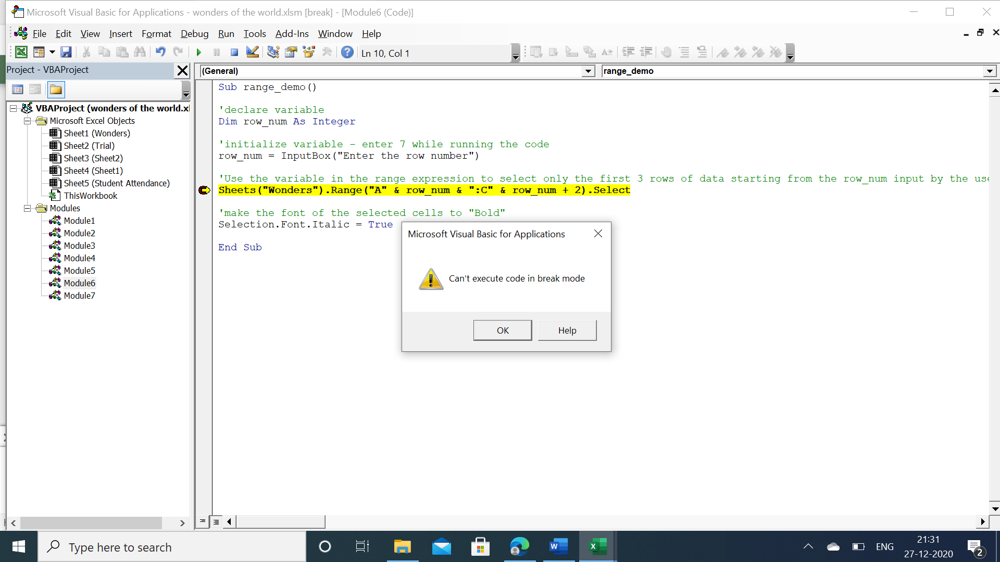 Microsoft Visual Basic for Applications - wonders of the world.xlsm [break] - [Module6 (Code)]
File Edit View Insert Format Debug Run Tools Add-Ins Window Help
Ln 10, Col 1
Project - VBAProject
(General)
range_demo
VBAProject (wonders of the world.xl
Microsoft Excel Objects
Sheet1 (Wonders)
Sheet2 (Trial)
Sheet3 (Sheet2)
Sheet4 (Sheet1)
Sheet5 (Student Attendance)
ThisWorkbook
Modules
Module1
Module2
Module3
Module4
Module5
Module6
Module7
Sub range_demo()
'declare variable
Dim row_num As Integer
'initialize variable - enter 7 while running the code
row_num = InputBox("Enter the row number")
'Use the variable in the range expression to select only the first 3 rows of data starting from the row_num input by the use
Sheets("Wonders").Range("A" & row_num & ":C" & row_num + 2).Select
'make the font of the selected cells to "Bold"
Selection.Font.Italic = True
End Sub
Microsoft Visual Basic for Applications
Can't execute code in break mode
OK
Help
Type here to search
ENG
21:31
27-12-2020
2